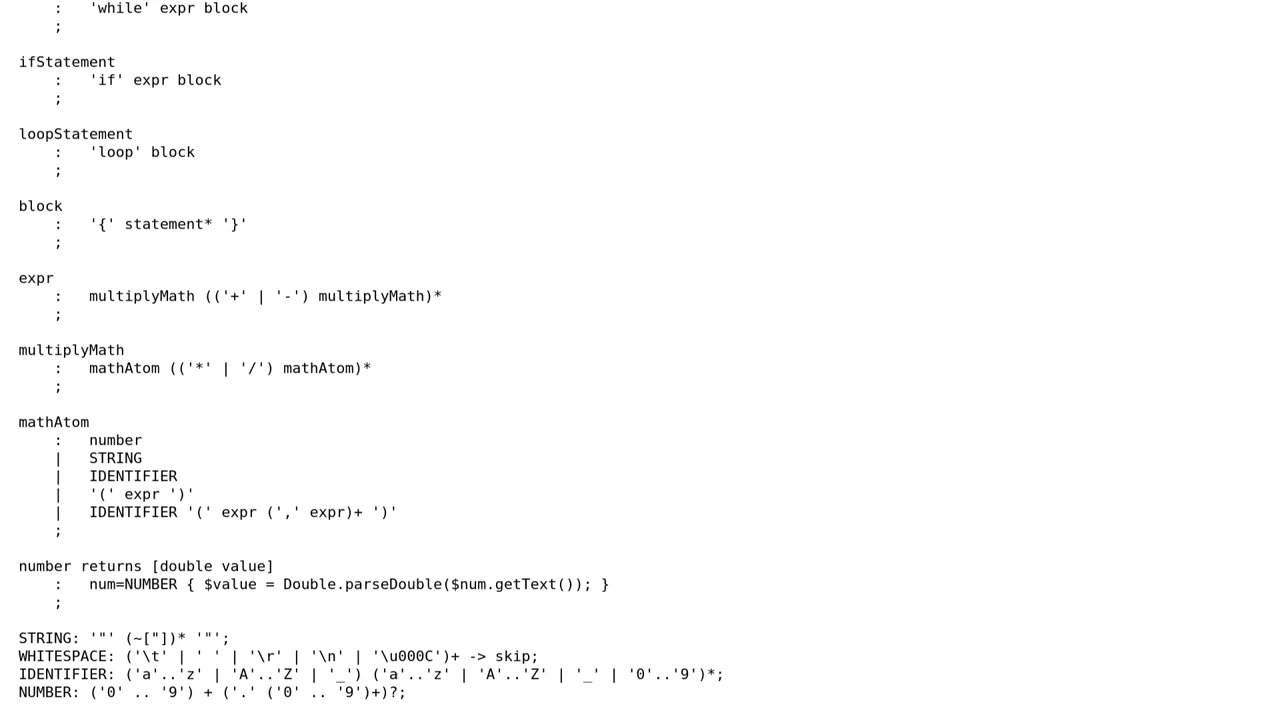 :   'while' expr block
    ;

ifStatement
    :   'if' expr block
    ;

loopStatement
    :   'loop' block
    ;

block
    :   '{' statement* '}'
    ;

expr
    :   multiplyMath (('+' | '-') multiplyMath)*
    ;

multiplyMath
    :   mathAtom (('*' | '/') mathAtom)*
    ;

mathAtom
    :   number
    |   STRING
    |   IDENTIFIER
    |   '(' expr ')'
    |   IDENTIFIER '(' expr (',' expr)+ ')'
    ;

number returns [double value]
    :   num=NUMBER { $value = Double.parseDouble($num.getText()); }
    ;

STRING: '"' (~["])* '"';
WHITESPACE: ('\t' | ' ' | '\r' | '\n' | '\u000C')+ -> skip;
IDENTIFIER: ('a'..'z' | 'A'..'Z' | '_') ('a'..'z' | 'A'..'Z' | '_' | '0'..'9')*;
NUMBER: ('0' .. '9') + ('.' ('0' .. '9')+)?;